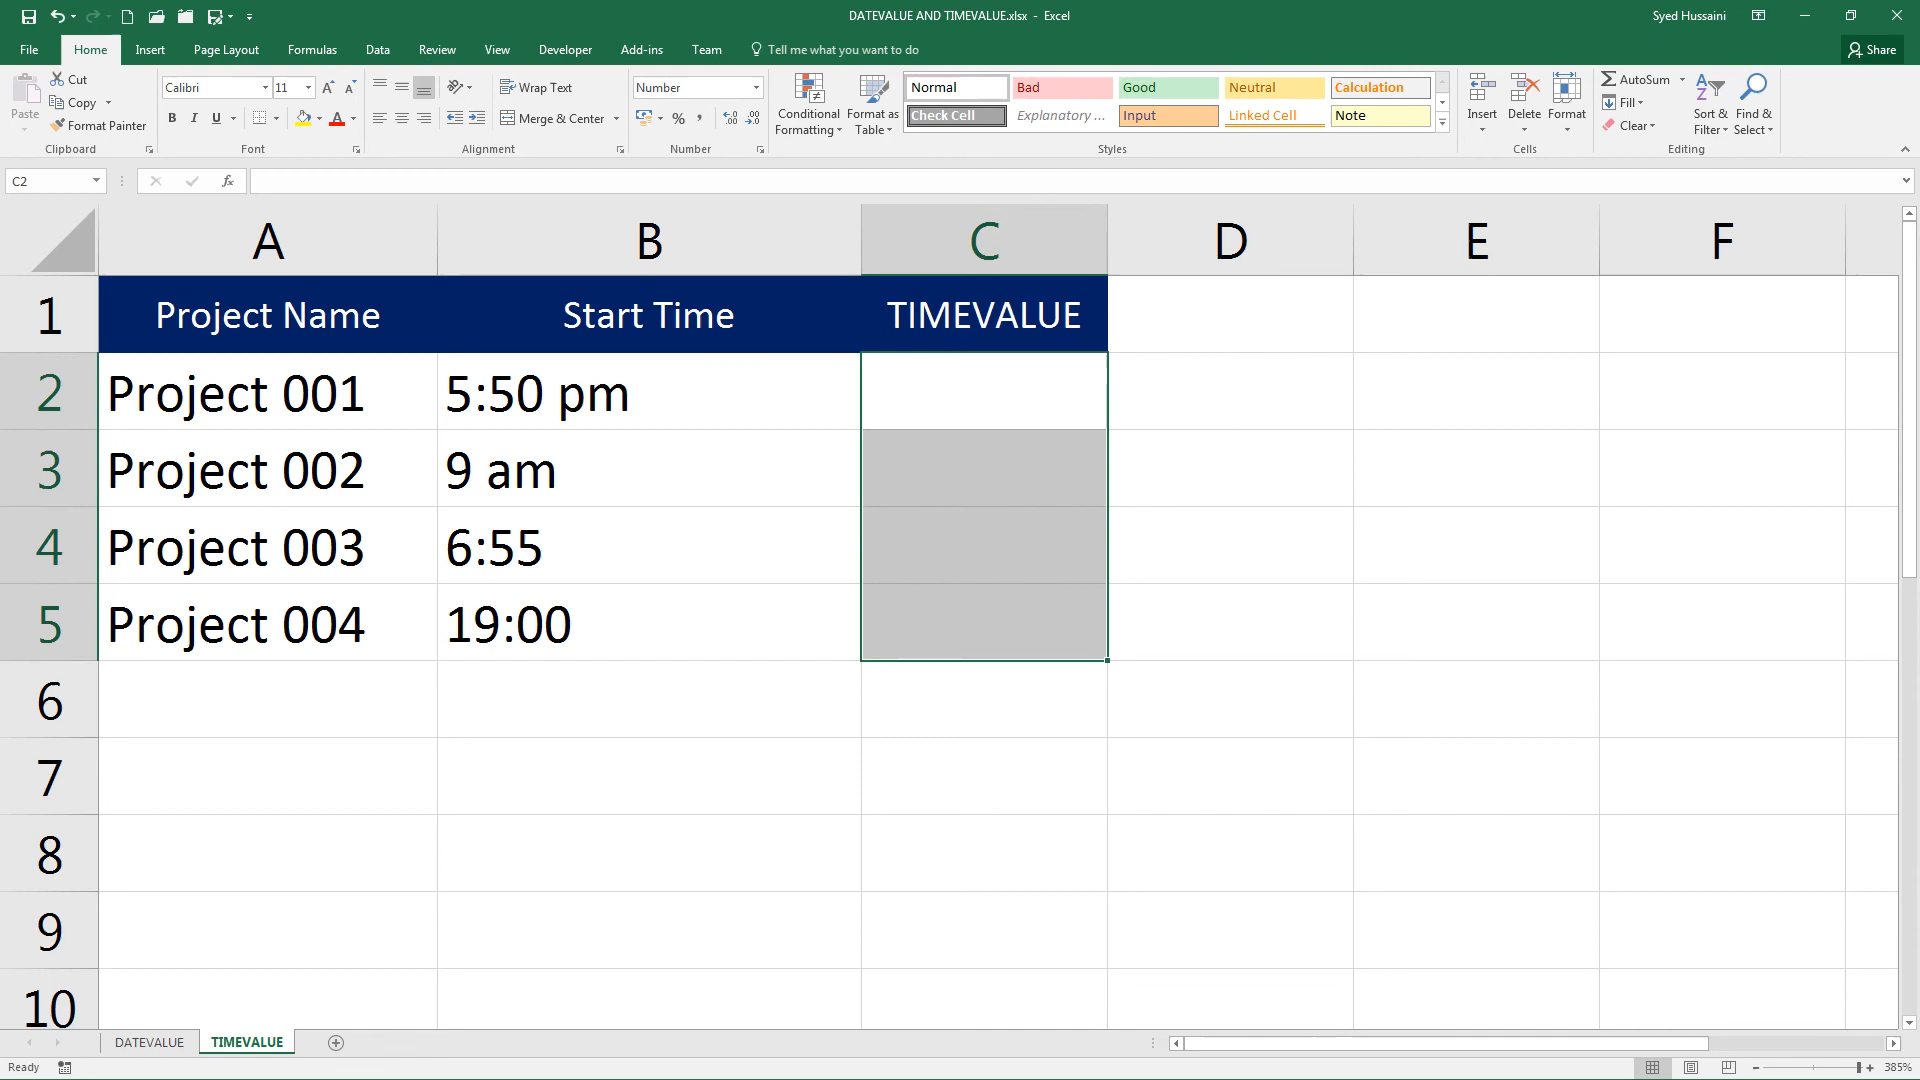 DATEVALUE AND TIMEVALUE.xlsx - Excel
Syed Hussaini
File Home Insert Page Layout Formulas Data Review View Developer Add-ins Team Tell me what you want to do Share
Paste
Cut
Copy
Format Painter
Clipboard
Calibri 11
B I U
Font
Wrap Text
Merge & Center
Alignment
Number
%
Number
Conditional Formatting
Format as Table
Normal Bad Good Neutral Calculation
Check Cell Explanatory ... Input Linked Cell Note
Styles
Insert Delete Format
Cells
AutoSum
Fill
Clear
Sort & Filter
Find & Select
Editing
C2 fx
A B C D E F
1 Project Name Start Time TIMEVALUE
2 Project 001 5:50 pm
3 Project 002 9 am
4 Project 003 6:55
5 Project 004 19:00
6
7
8
9
10
DATEVALUE TIMEVALUE
Ready 385%